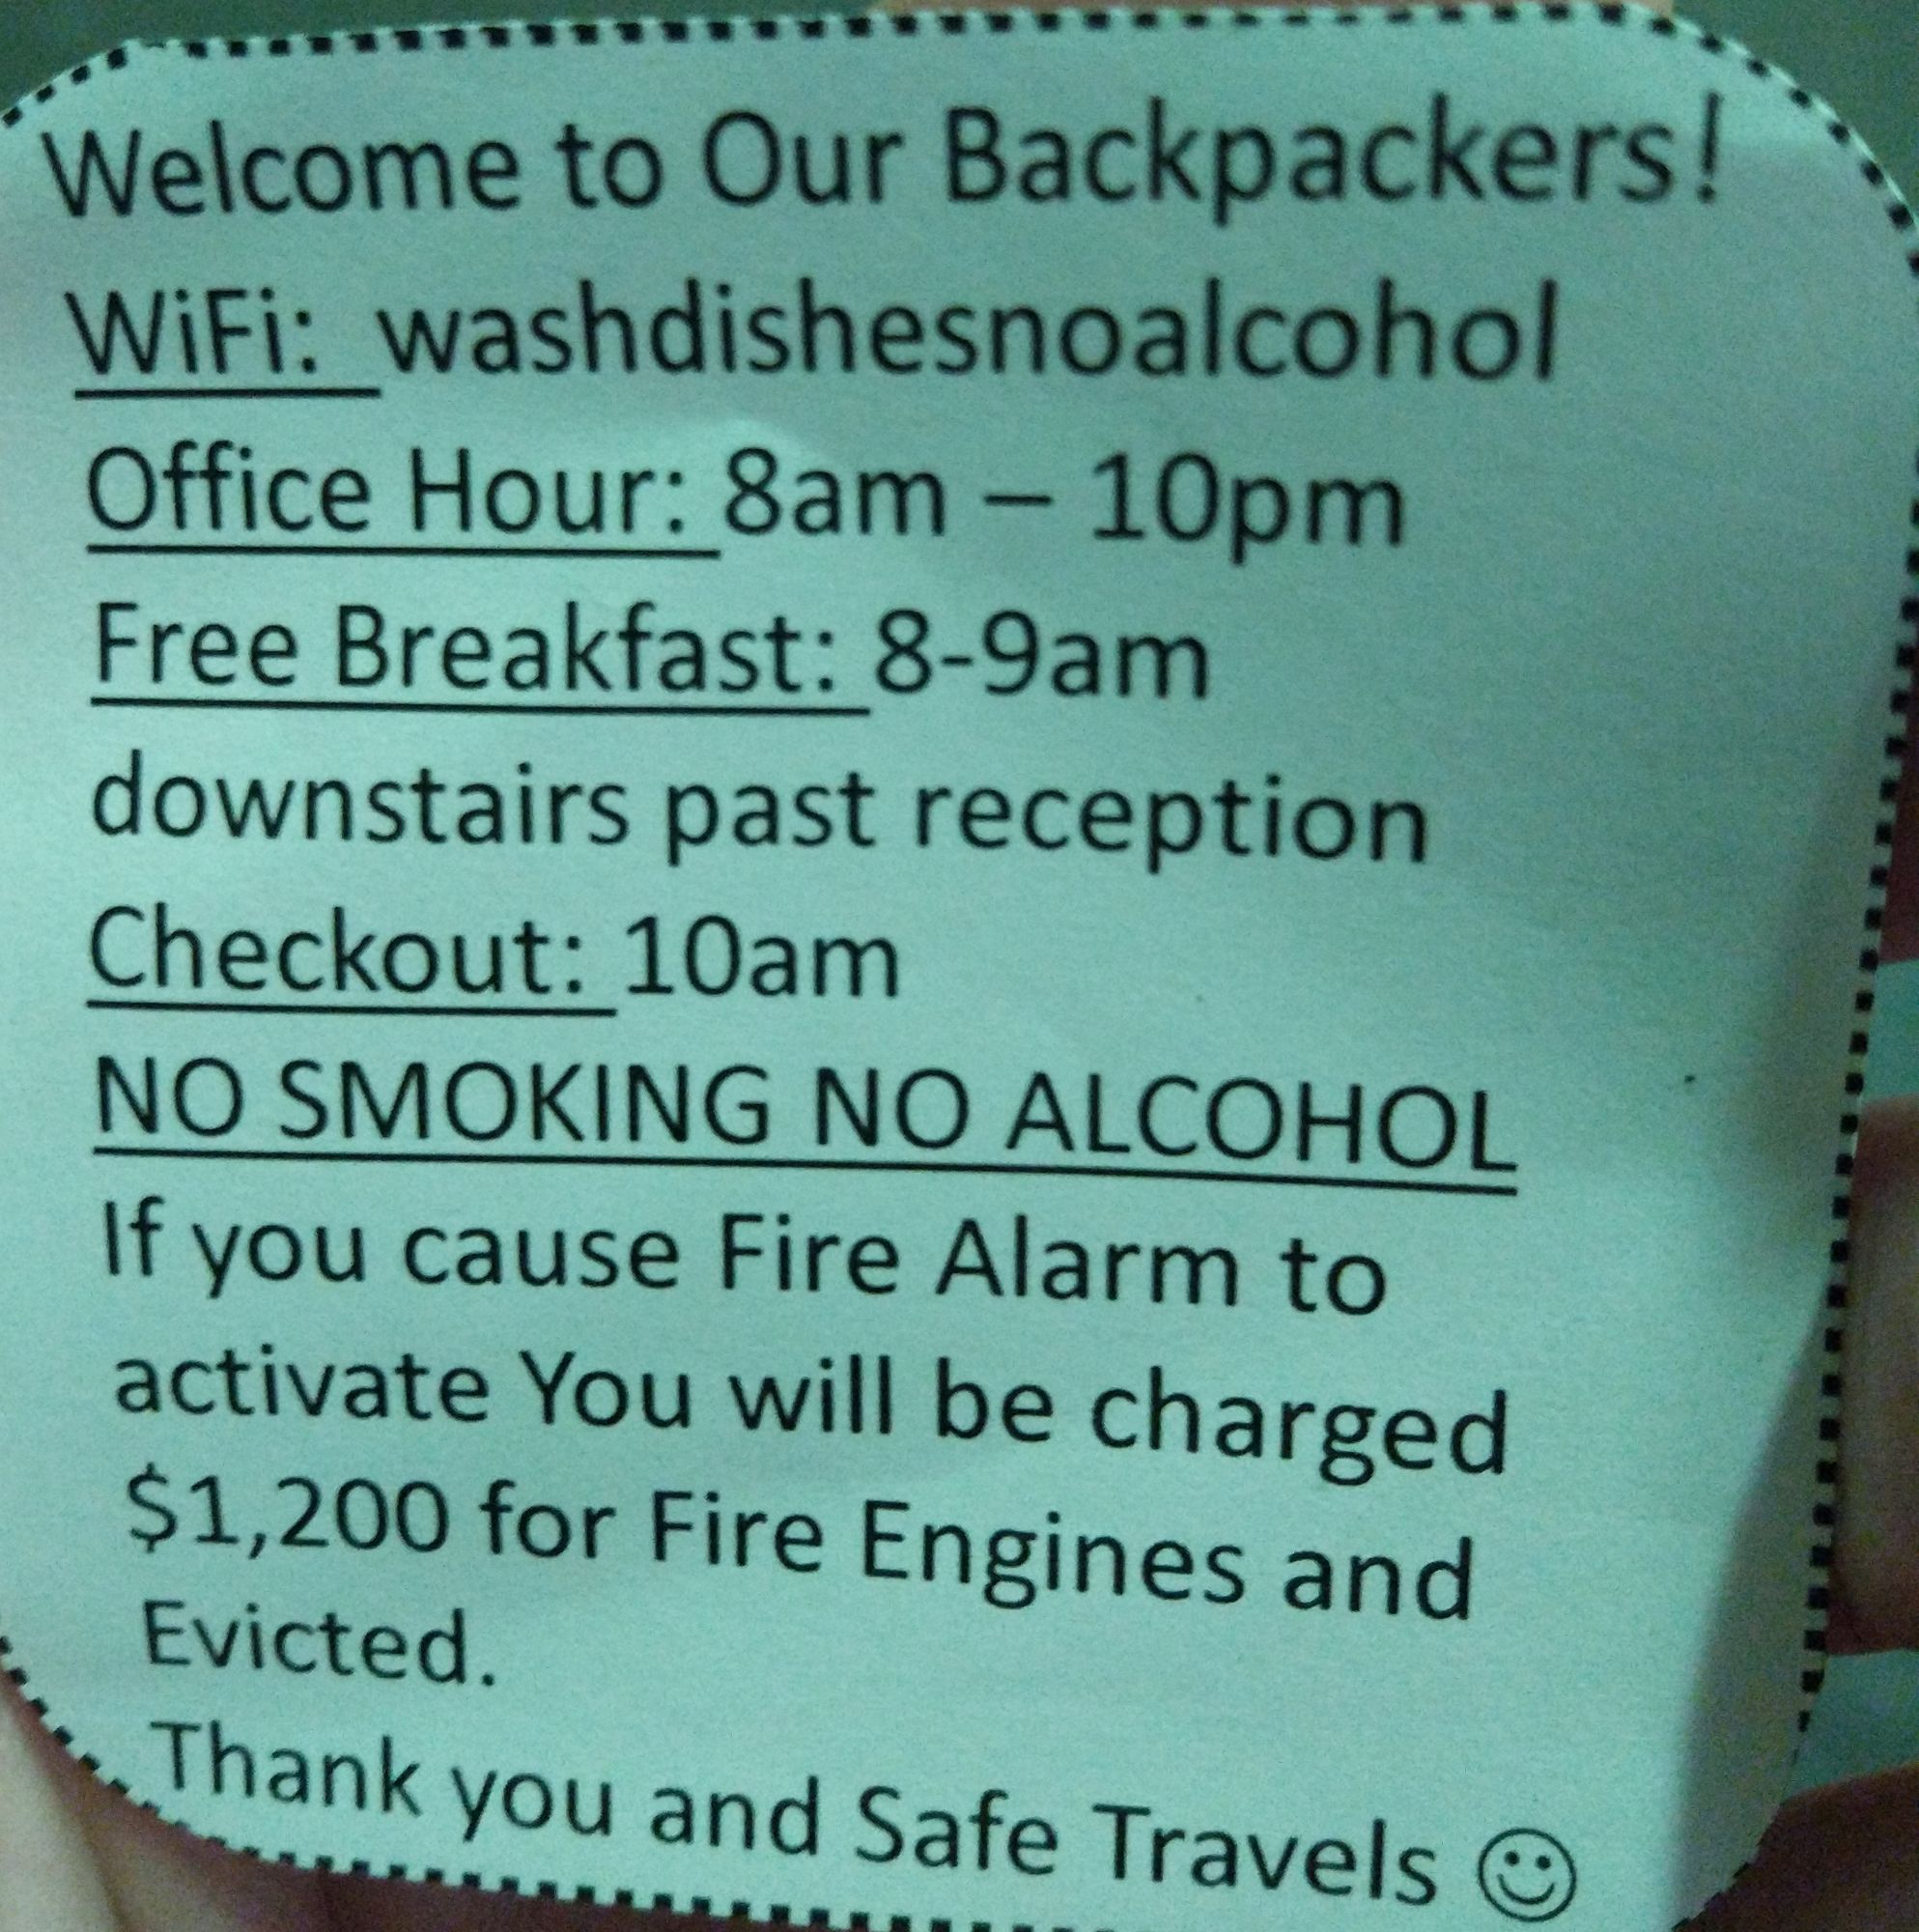 Welcome to Our Backpackers!
WiFi: washdishesnoalcohol
Office Hour: 8am – 10pm
Free Breakfast: 8-9am
downstairs past reception
Checkout: 10am
NO SMOKING NO ALCOHOL
If you cause Fire Alarm to
activate You will be charged
$1,200 for Fire Engines and
Evicted.
Thank you and Safe Travels ☺